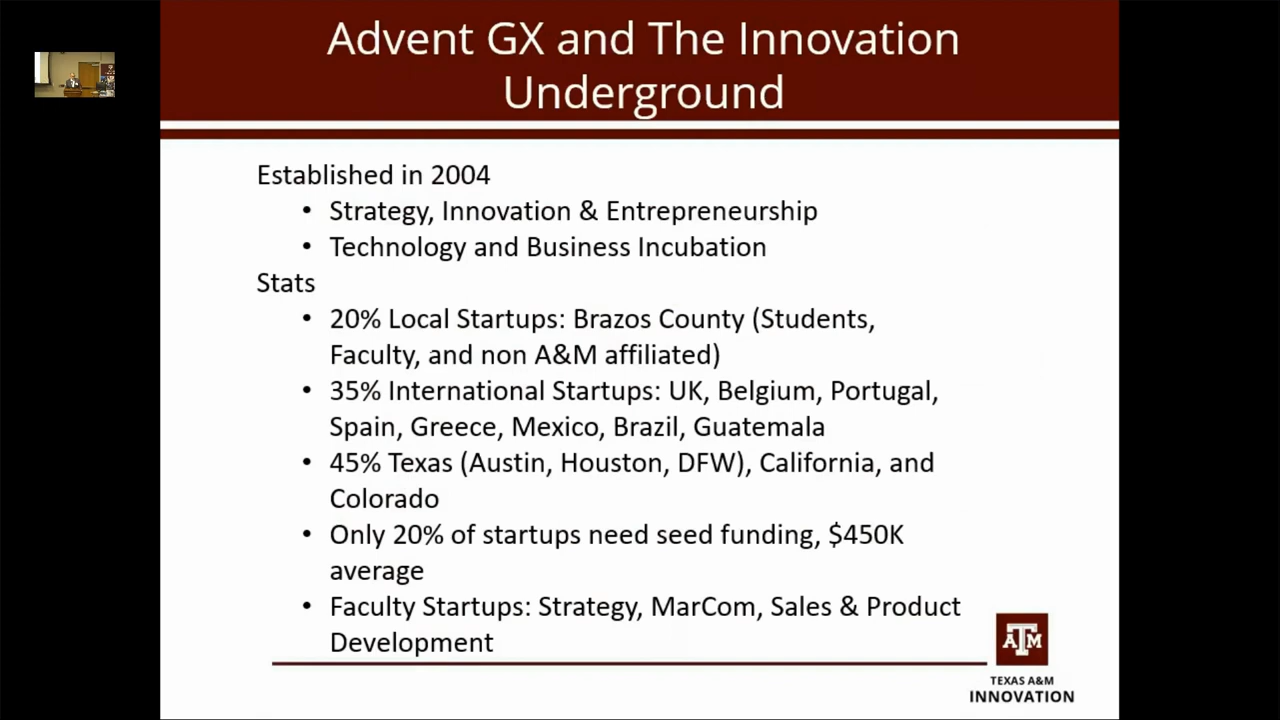 Advent GX and The Innovation
Underground
Established in 2004
• Strategy, Innovation & Entrepreneurship
• Technology and Business Incubation
Stats
• 20% Local Startups: Brazos County (Students,
Faculty, and non A&M affiliated)
• 35% International Startups: UK, Belgium, Portugal,
Spain, Greece, Mexico, Brazil, Guatemala
• 45% Texas (Austin, Houston, DFW), California, and
Colorado
• Only 20% of startups need seed funding, $450K
average
• Faculty Startups: Strategy, MarCom, Sales & Product
Development
ATM
TEXAS A&M
INNOVATION